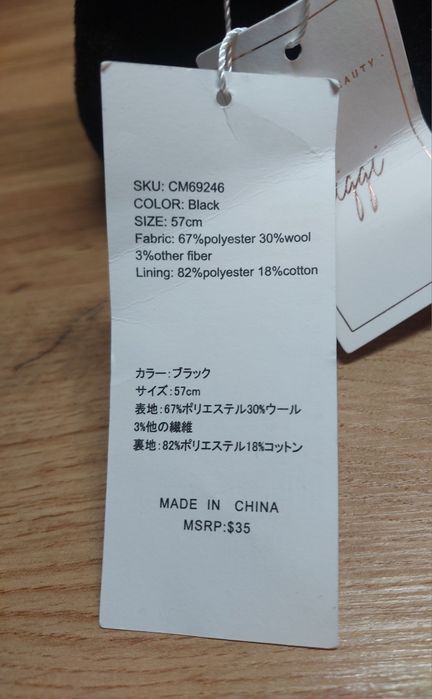 SKU: CM69246
COLOR: Black
SIZE: 57cm
Fabric: 67%polyester 30%wool
3%other fiber
Lining: 82%polyester 18%cotton
カラー:ブラック
サイズ:57cm
表地:67%ポリエステル30%ウール
3%他の繊維
裏地:82%ポリエステル18%コットン
MADE IN CHINA
MSRP:$35